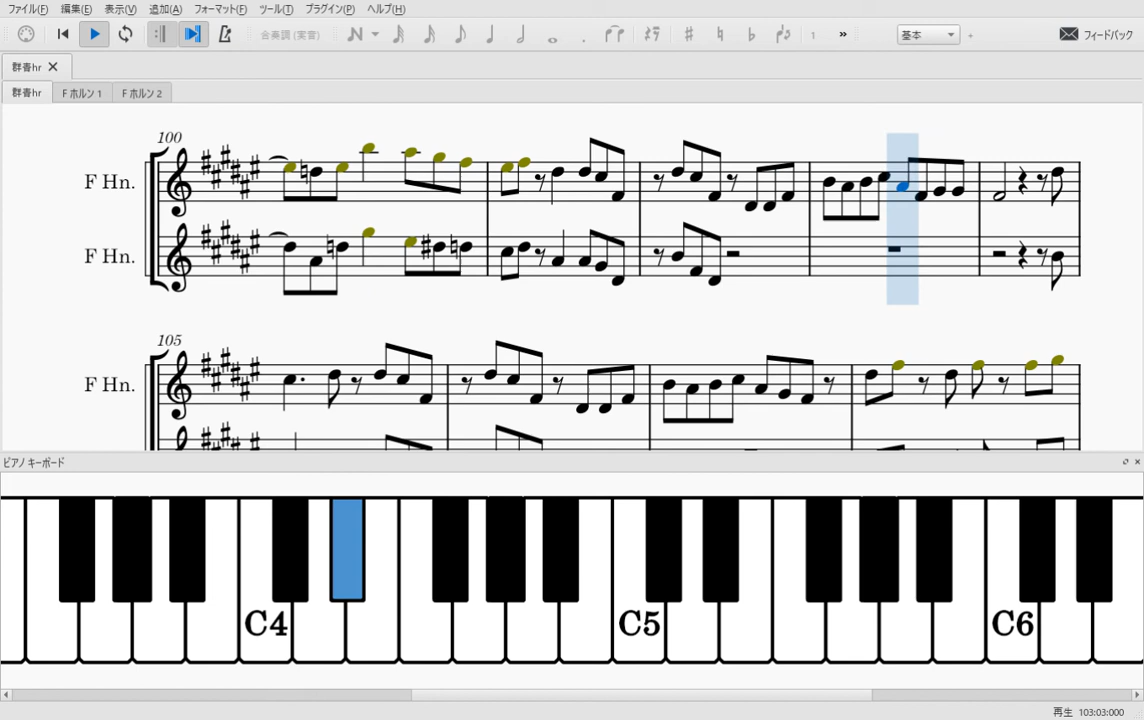 ファイル(F) 編集(E) 表示(V) 追加(A) フォーマット(F) ツール(T) プラグイン(P) ヘルプ(H)
合奏調 (実音) 1 » 基本 + フィードバック
群青hr ✕
群青hr F ホルン 1 F ホルン 2
100
F Hn.
F Hn.
105
F Hn.
ピアノ キーボード
C4 C5 C6
再生 103:03:000